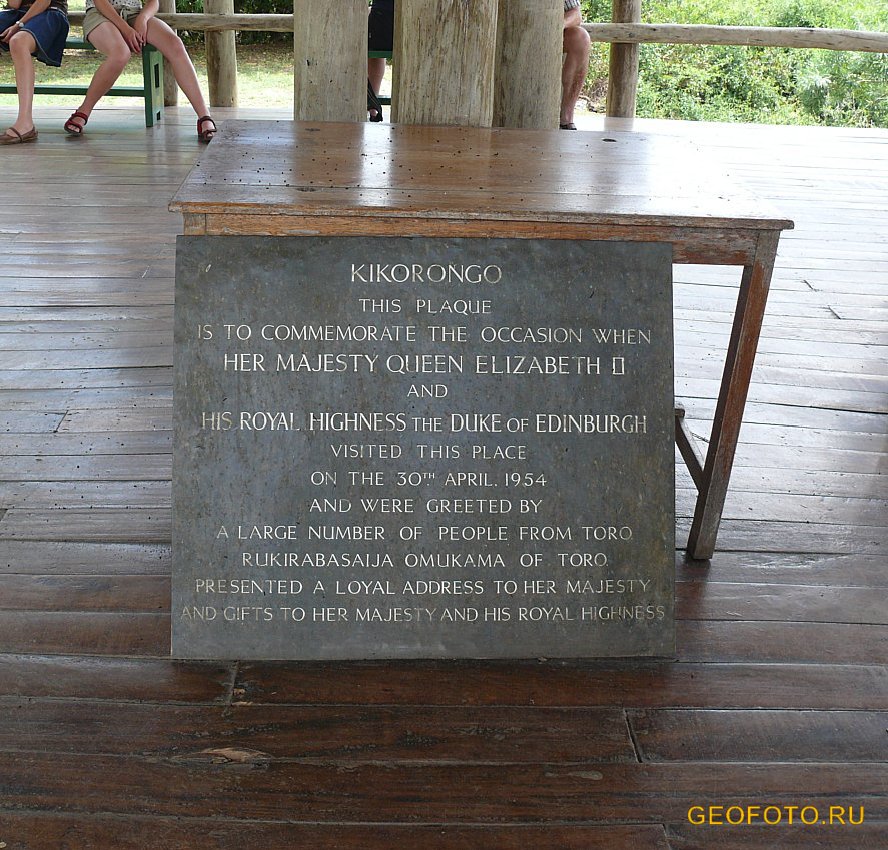 KIKORONGO
THIS PLAQUE
IS TO COMMEMORATE THE OCCASION WHEN
HER MAJESTY QUEEN ELIZABETH II
AND
HIS ROYAL HIGHNESS THE DUKE OF EDINBURGH
VISITED THIS PLACE
ON THE 30TH APRIL. 1954
AND WERE GREETED BY
A LARGE NUMBER OF PEOPLE FROM TORO
RUKIRABASAIJA OMUKAMA OF TORO
PRESENTED A LOYAL ADDRESS TO HER MAJESTY
AND GIFTS TO HER MAJESTY AND HIS ROYAL HIGHNESS
GEOFOTO.RU